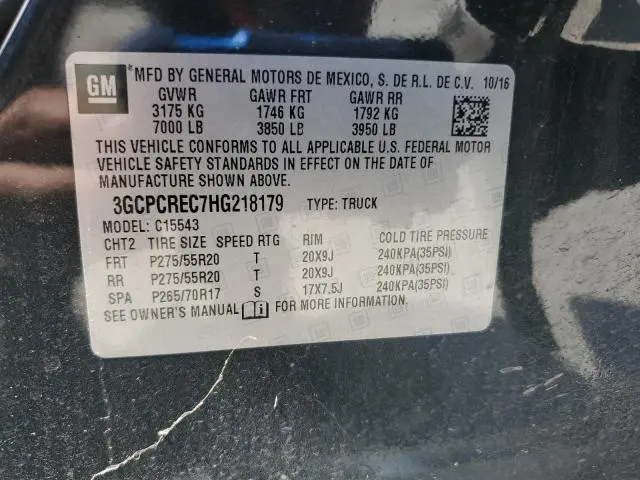 GM
*MFD BY GENERAL MOTORS DE MEXICO, S. DE R.L. DE C.V. 10/16
GVWR GAWR FRT GAWR RR
3175 KG 1746 KG 1792 KG
7000 LB 3850 LB 3950 LB
THIS VEHICLE CONFORMS TO ALL APPLICABLE U.S. FEDERAL MOTOR
VEHICLE SAFETY STANDARDS IN EFFECT ON THE DATE OF
MANUFACTURE SHOWN ABOVE.
3GCPCREC7HG218179 TYPE: TRUCK
MODEL: C15543
CHT2 TIRE SIZE SPEED RTG RIM COLD TIRE PRESSURE
FRT P275/55R20 T 20X9J 240KPA(35PSI)
RR P275/55R20 T 20X9J 240KPA(35PSI)
SPA P265/70R17 S 17X7.5J 240KPA(35PSI)
SEE OWNER'S MANUAL FOR MORE INFORMATION.